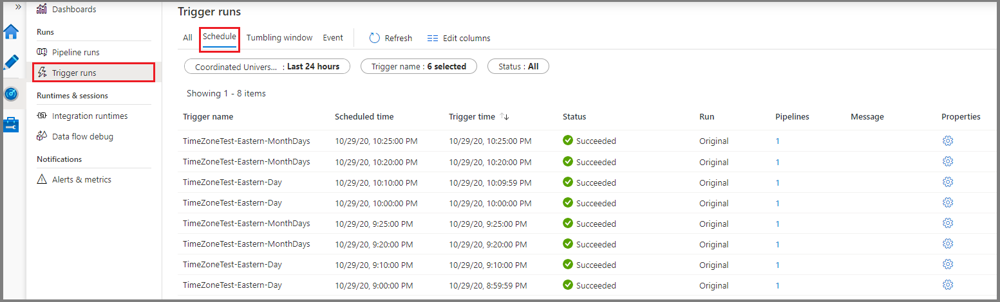 »
Dashboards
Runs
Pipeline runs
Trigger runs
Runtimes & sessions
Integration runtimes
Data flow debug
Notifications
Alerts & metrics
Trigger runs
All Schedule Tumbling window Event Refresh Edit columns
Coordinated Univers... : Last 24 hours Trigger name : 6 selected Status : All
Showing 1 - 8 items
Trigger name Scheduled time Trigger time ↑↓ Status Run Pipelines Message Properties
TimeZoneTest-Eastern-MonthDays 10/29/20, 10:25:00 PM 10/29/20, 10:25:00 PM Succeeded Original 1
TimeZoneTest-Eastern-MonthDays 10/29/20, 10:20:00 PM 10/29/20, 10:20:00 PM Succeeded Original 1
TimeZoneTest-Eastern-Day 10/29/20, 10:10:00 PM 10/29/20, 10:09:59 PM Succeeded Original 1
TimeZoneTest-Eastern-Day 10/29/20, 10:00:00 PM 10/29/20, 10:00:00 PM Succeeded Original 1
TimeZoneTest-Eastern-MonthDays 10/29/20, 9:25:00 PM 10/29/20, 9:25:00 PM Succeeded Original 1
TimeZoneTest-Eastern-MonthDays 10/29/20, 9:20:00 PM 10/29/20, 9:20:00 PM Succeeded Original 1
TimeZoneTest-Eastern-Day 10/29/20, 9:10:00 PM 10/29/20, 9:10:00 PM Succeeded Original 1
TimeZoneTest-Eastern-Day 10/29/20, 9:00:00 PM 10/29/20, 8:59:59 PM Succeeded Original 1